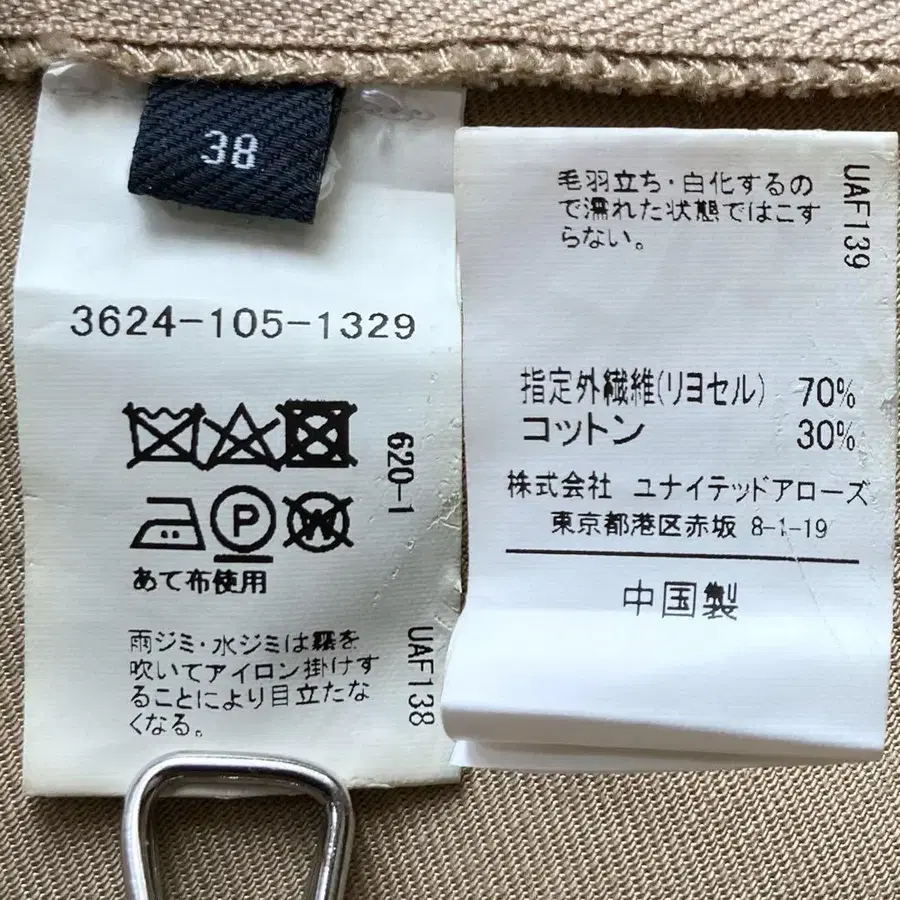 38
3624-105-1329
620-1
P
W
あて布使用
雨ジミ・水ジミは霧を
吹いてアイロン掛けす
ることにより目立たな
くなる。
UAF138
毛羽立ち・白化するの
で濡れた状態ではこす
らない。
UAF139
指定外繊維(リヨセル) 70%
コットン 30%
株式会社 ユナイテッドアローズ
東京都港区赤坂 8-1-19
中国製